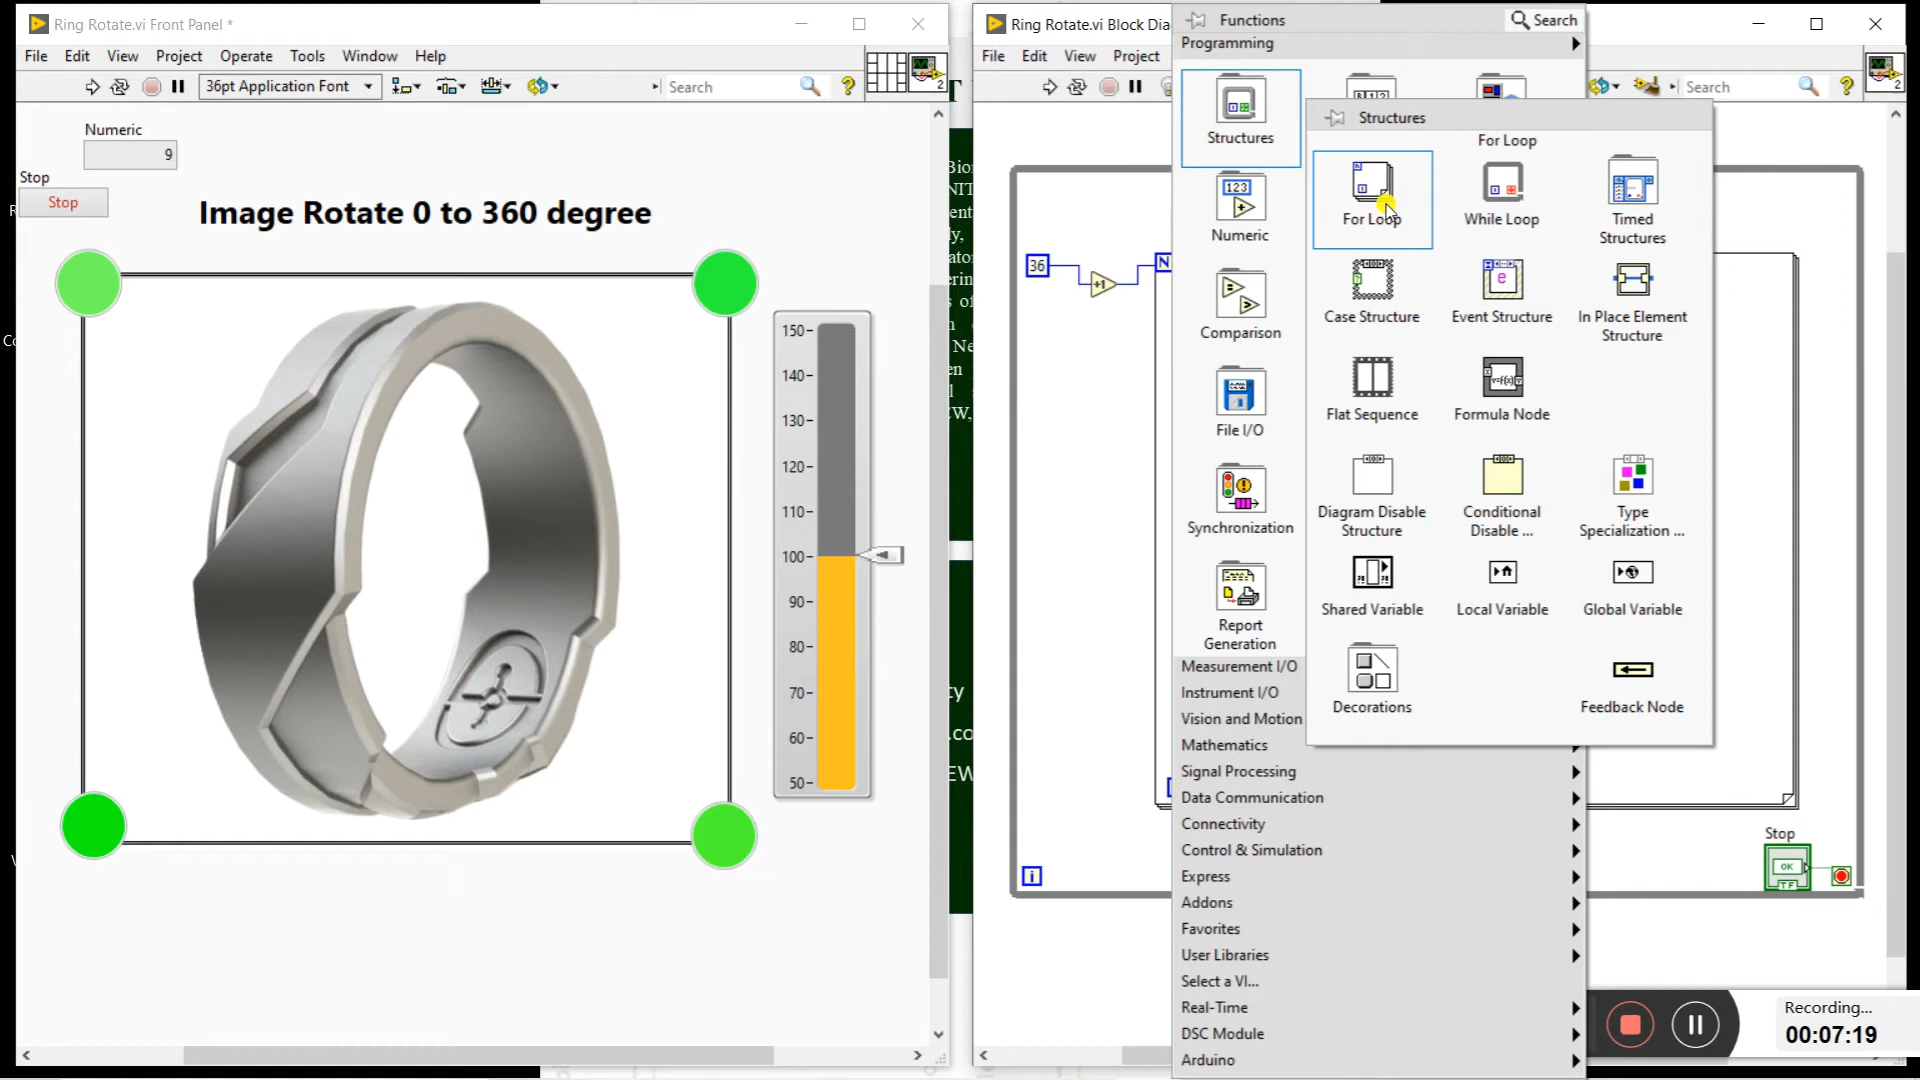 Ring Rotate.vi Front Panel *
File Edit View Project Operate Tools Window Help
36pt Application Font
Search
2
Numeric
9
Stop
Stop
Image Rotate 0 to 360 degree
150
140
130
120
110
100
90
80
70
60
50
Ring Rotate.vi Block Dia
File Edit View Project
Search
2
36
+1
N
i
Stop
OK
TF
Functions
Search
Programming
Structures
Numeric
123
Comparison
File I/O
Synchronization
Report
Generation
Measurement I/O
Instrument I/O
Vision and Motion
Mathematics
Signal Processing
Data Communication
Connectivity
Control & Simulation
Express
Addons
Favorites
User Libraries
Select a VI...
Real-Time
DSC Module
Arduino
Structures
For Loop
For Loop
While Loop
Timed
Structures
Case Structure
Event Structure
In Place Element
Structure
Flat Sequence
Formula Node
Diagram Disable
Structure
Conditional
Disable ...
Type
Specialization ...
Shared Variable
Local Variable
Global Variable
Decorations
Feedback Node
Recording...
00:07:19